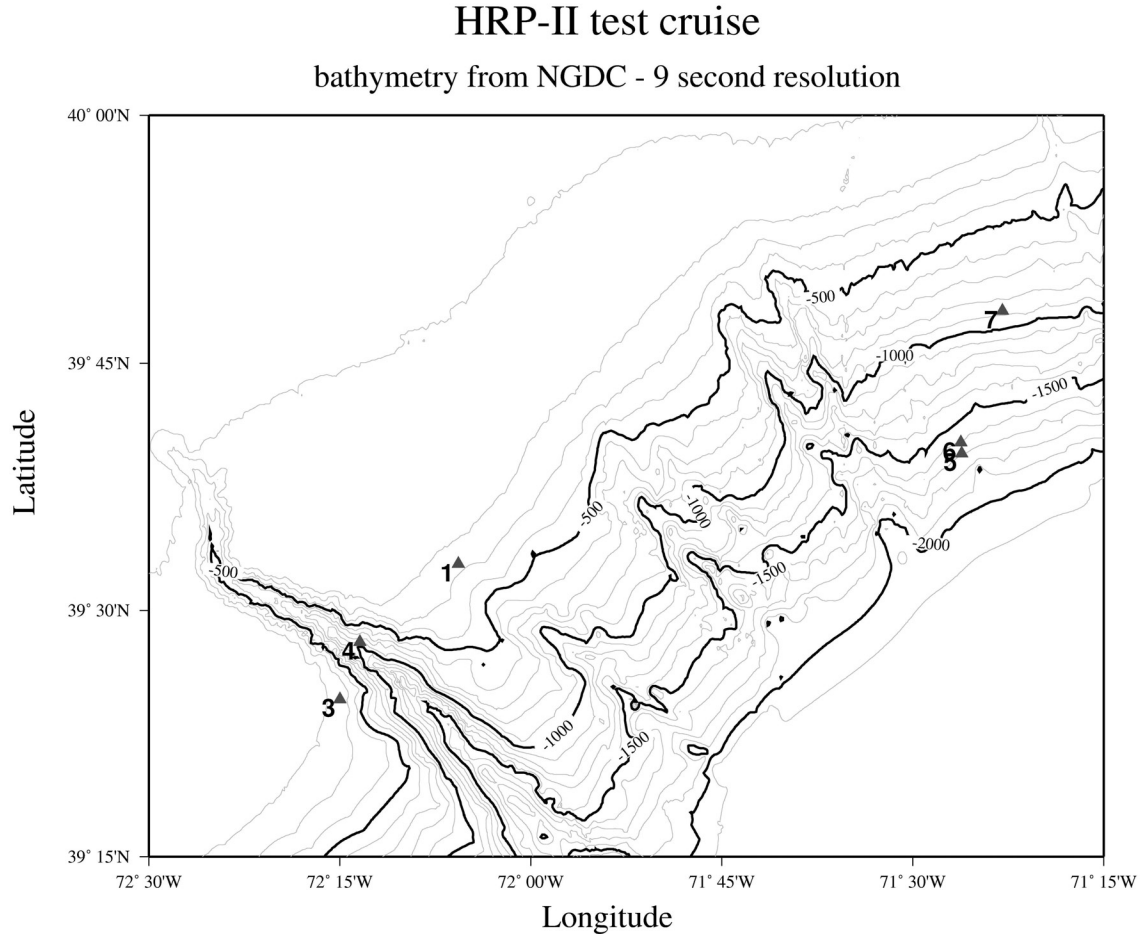 HRP-II test cruise
bathymetry from NGDC - 9 second resolution
40° 00'N
-500
7
-1000
39° 45'N
-1500
6
5
-1000
-500
-2000
-500
1
-1500
39° 30'N
4
3
-1000
-1500
39° 15'N
72° 30'W 72° 15'W 72° 00'W 71° 45'W 71° 30'W 71° 15'W
Latitude
Longitude